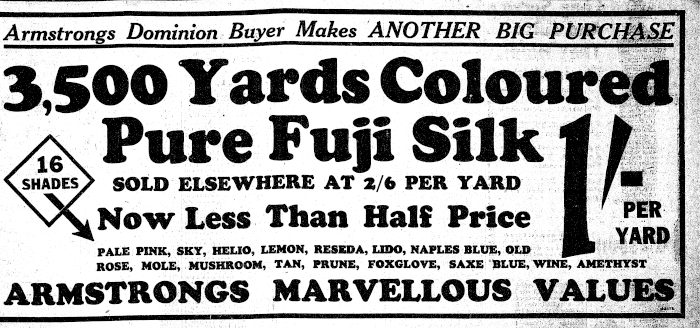 Armstrongs Dominion Buyer Makes ANOTHER BIG PURCHASE
3,500 Yards Coloured
Pure Fuji Silk
16
SHADES
SOLD ELSEWHERE AT 2/6 PER YARD
Now Less Than Half Price
1/-
PER
YARD
PALE PINK, SKY, HELIO, LEMON, RESEDA, LIDO, NAPLES BLUE, OLD
ROSE, MOLE, MUSHROOM, TAN, PRUNE, FOXGLOVE, SAXE BLUE, WINE, AMETHYST
ARMSTRONGS MARVELLOUS VALUES